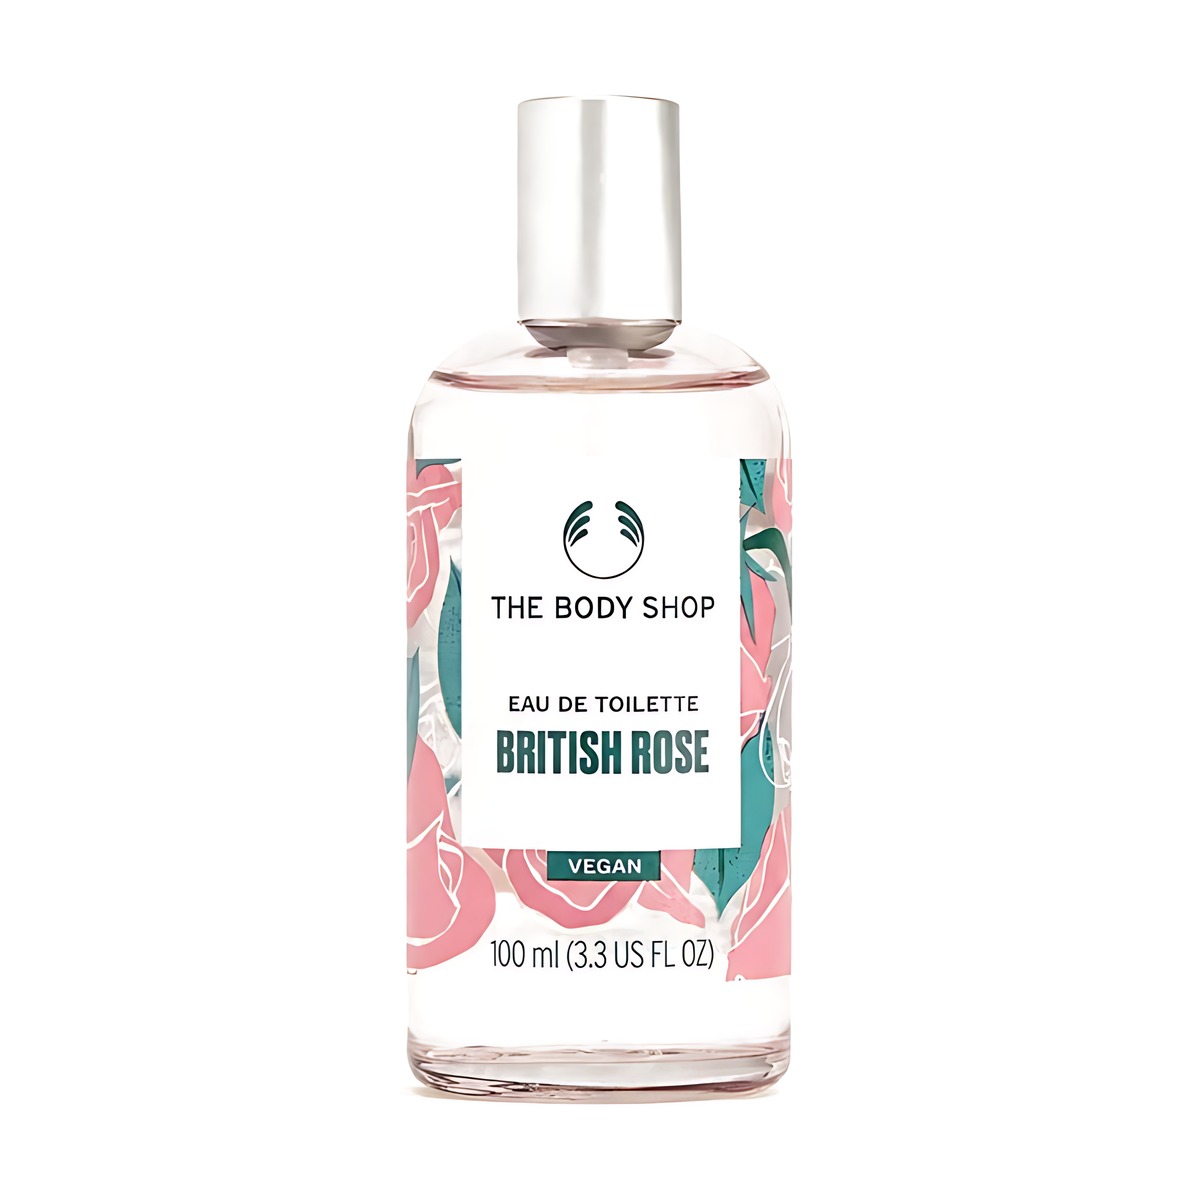 THE BODY SHOP
EAU DE TOILETTE
BRITISH ROSE
VEGAN
100 ml (3.3 US FL OZ)